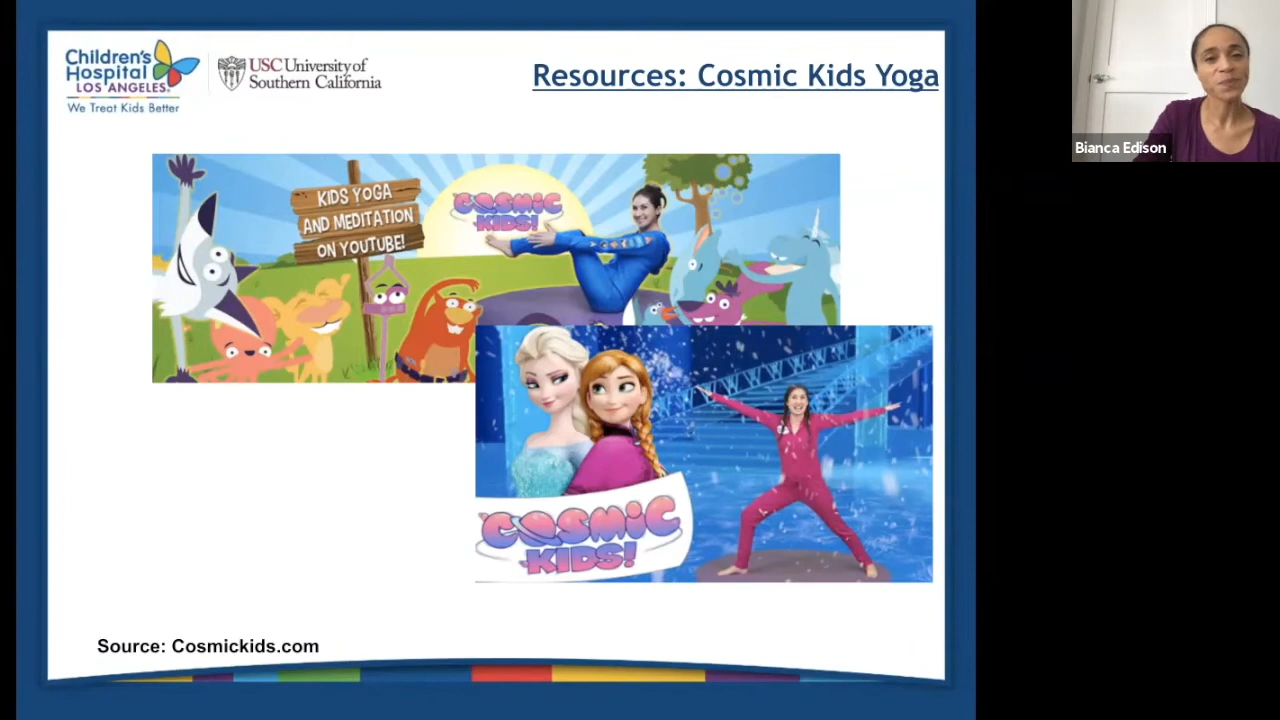 Children's
Hospital
LOS ANGELES
We Treat Kids Better
USC University of
Southern California
Resources: Cosmic Kids Yoga
KIDS YOGA
AND MEDITATION
ON YOUTUBE!
COSMIC
KIDS!
COSMIC
KIDS!
Source: Cosmickids.com
Bianca Edison